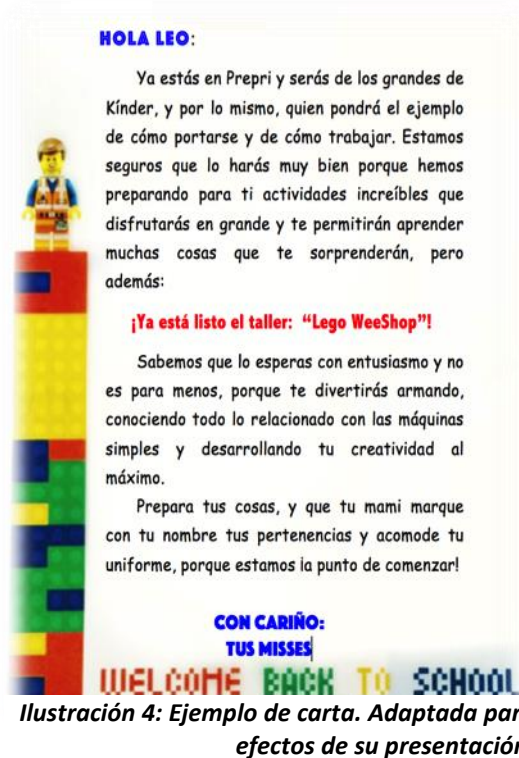 HOLA LEO:
Ya estás en Prepri y serás de los grandes de
Kínder, y por lo mismo, quien pondrá el ejemplo
de cómo portarse y de cómo trabajar. Estamos
seguros que lo harás muy bien porque hemos
preparando para ti actividades increíbles que
disfrutarás en grande y te permitirán aprender
muchas cosas que te sorprenderán, pero
además:
¡Ya está listo el taller: “Lego WeeShop”!
Sabemos que lo esperas con entusiasmo y no
es para menos, porque te divertirás armando,
conociendo todo lo relacionado con las máquinas
simples y desarrollando tu creatividad al
máximo.
Prepara tus cosas, y que tu mami marque
con tu nombre tus pertenencias y acomode tu
uniforme, porque estamos ¡a punto de comenzar!
CON CARIÑO:
TUS MISSES
WELCOME BACK TO SCHOOL
Ilustración 4: Ejemplo de carta. Adaptada par
efectos de su presentación